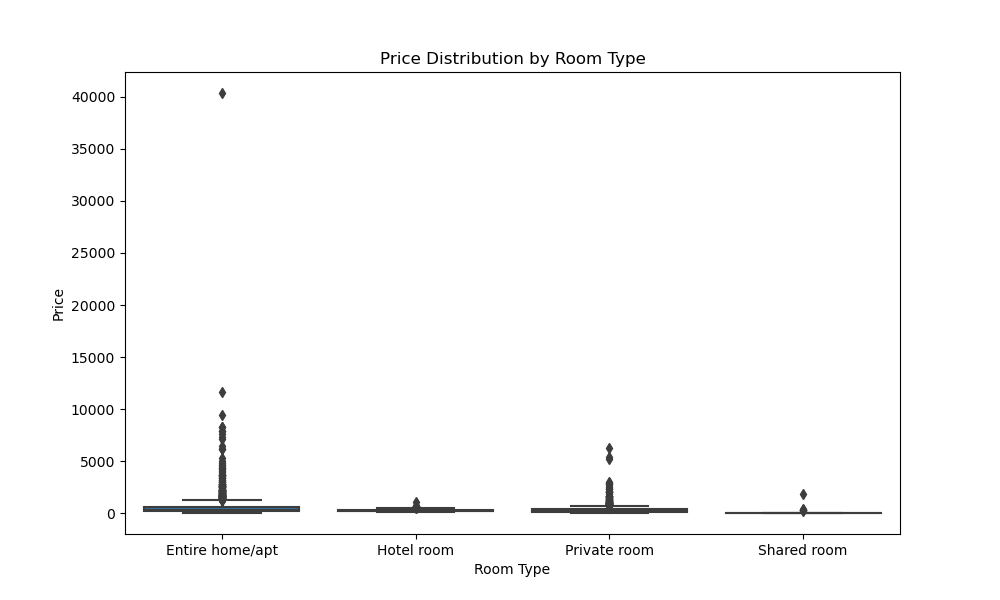 Price Distribution by Room Type
40000
35000
30000
25000
20000
15000
10000
5000
0
Price
Entire home/apt Hotel room Private room Shared room
Room Type